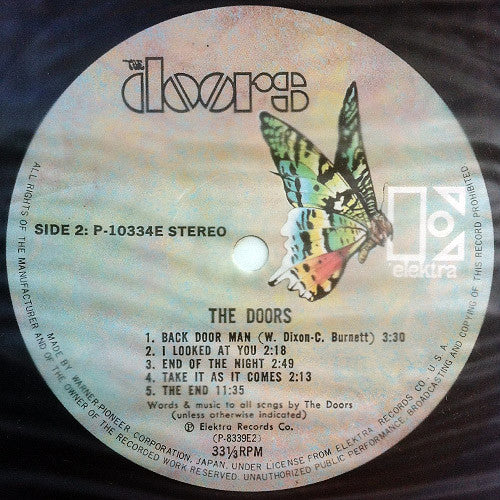 THE
doors
SIDE 2: P-10334E STEREO
elektra
THE DOORS
1. BACK DOOR MAN (W. Dixon-C. Burnett) 3:30
2. I LOOKED AT YOU 2:18
3. END OF THE NIGHT 2:49
4. TAKE IT AS IT COMES 2:13
5. THE END 11:35
Words & music to all songs by The Doors
(unless otherwise indicated)
Ⓟ Elektra Records Co.
(P-8339E2)
33⅓RPM
ALL RIGHTS OF THE MANUFACTURER AND OF THE OWNER OF THE RECORDED WORK RESERVED. UNAUTHORIZED PUBLIC PERFORMANCE, BROADCASTING AND COPYING OF THIS RECORD PROHIBITED
MADE BY WARNER-PIONEER CORPORATION, JAPAN, UNDER LICENSE FROM ELEKTRA RECORDS CO., U.S.A.